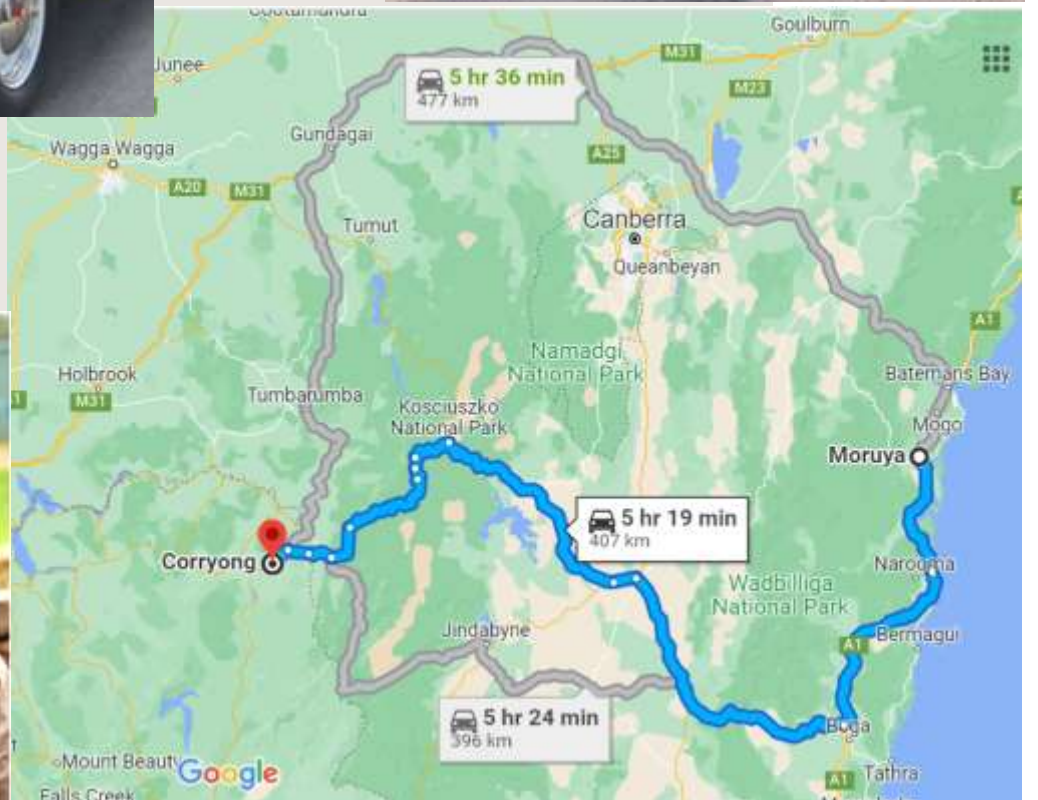 Goulburn
Junee
M31
5 hr 36 min
477 km
M23
Gundagai
Wagga Wagga
A25
A20
M31
Canberra
Tumut
Queanbeyan
A1
Namadgi
National Park
Holbrook
Batemans Bay
M31
Tumbarumba
Kosciuszko
National Park
Mogo
Moruya
5 hr 19 min
407 km
Corryong
Narooma
Wadbilliga
National Park
Jindabyne
Bermagui
A1
5 hr 24 min
396 km
Bega
Mount Beauty
Google
A1
Tathra
Falls Creek